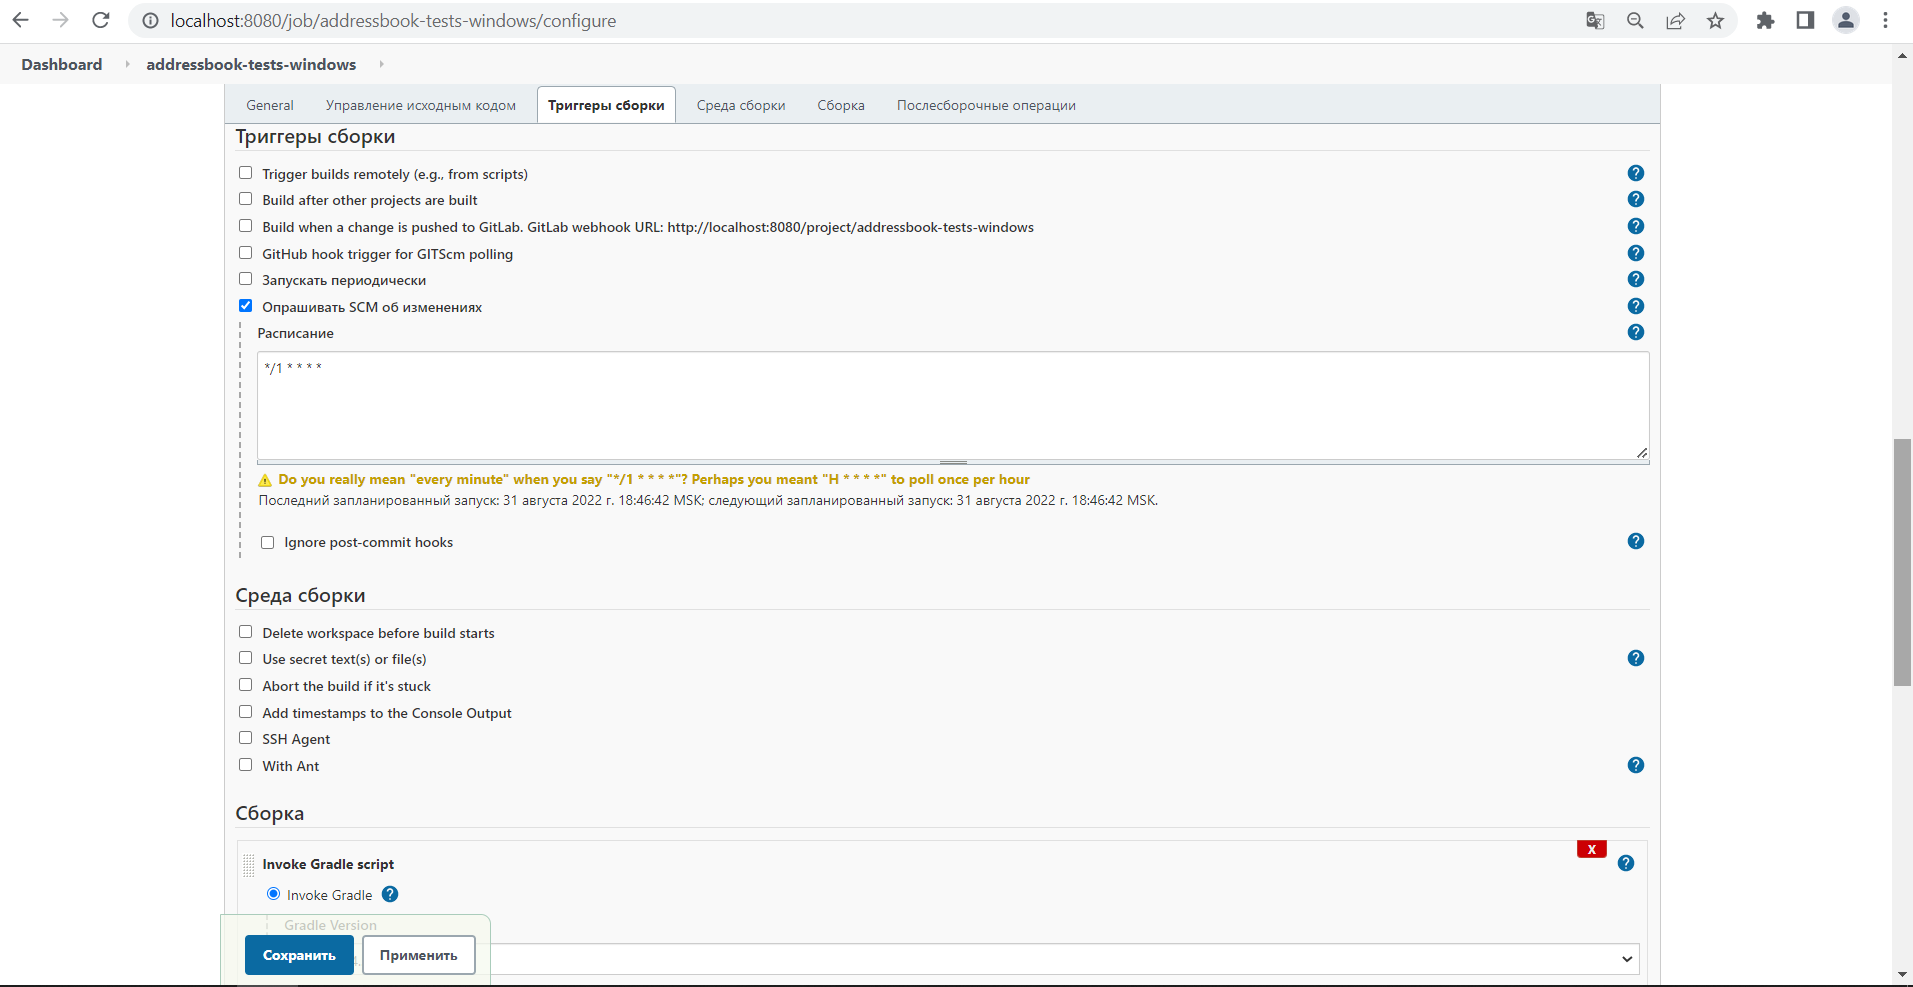 localhost:8080/job/addressbook-tests-windows/configure
Dashboard addressbook-tests-windows
General Управление исходным кодом Триггеры сборки Среда сборки Сборка Послесборочные операции
Триггеры сборки
Trigger builds remotely (e.g., from scripts)
Build after other projects are built
Build when a change is pushed to GitLab. GitLab webhook URL: http://localhost:8080/project/addressbook-tests-windows
GitHub hook trigger for GITScm polling
Запускать периодически
Опрашивать SCM об изменениях
Расписание
*/1 * * * *
Do you really mean "every minute" when you say "*/1 * * * *"? Perhaps you meant "H * * * *" to poll once per hour
Последний запланированный запуск: 31 августа 2022 г. 18:46:42 MSK; следующий запланированный запуск: 31 августа 2022 г. 18:46:42 MSK.
Ignore post-commit hooks
Среда сборки
Delete workspace before build starts
Use secret text(s) or file(s)
Abort the build if it's stuck
Add timestamps to the Console Output
SSH Agent
With Ant
Сборка
X
Invoke Gradle script
Invoke Gradle
Gradle Version
Сохранить Применить